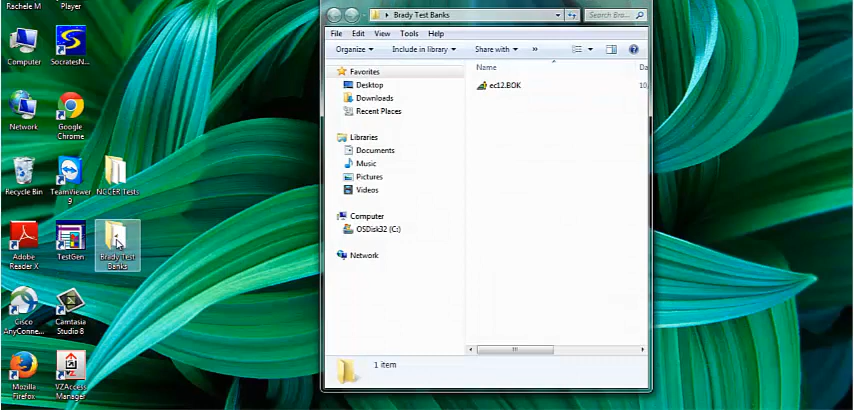 Rachele M
Player
Computer
SocratesN...
Network
Google
Chrome
Recycle Bin
TeamViewer
9
NCCER Tests
Adobe
Reader X
TestGen
Brady Test
Banks
Cisco
AnyConne...
Camtasia
Studio 8
Mozilla
Firefox
VZAccess
Manager
Brady Test Banks
Search Bra...
File Edit View Tools Help
Organize Include in library Share with »
Favorites
Desktop
Downloads
Recent Places
Libraries
Documents
Music
Pictures
Videos
Computer
OSDisk32 (C:)
Network
Name
Da
ec12.BOK
10
1 item